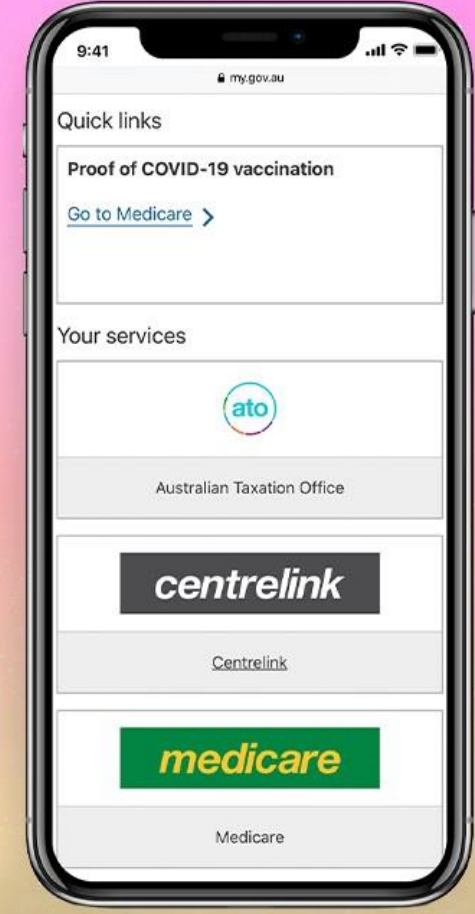 9:41
my.gov.au
Quick links
Proof of COVID-19 vaccination
Go to Medicare
Your services
ato
Australian Taxation Office
centrelink
Centrelink
medicare
Medicare